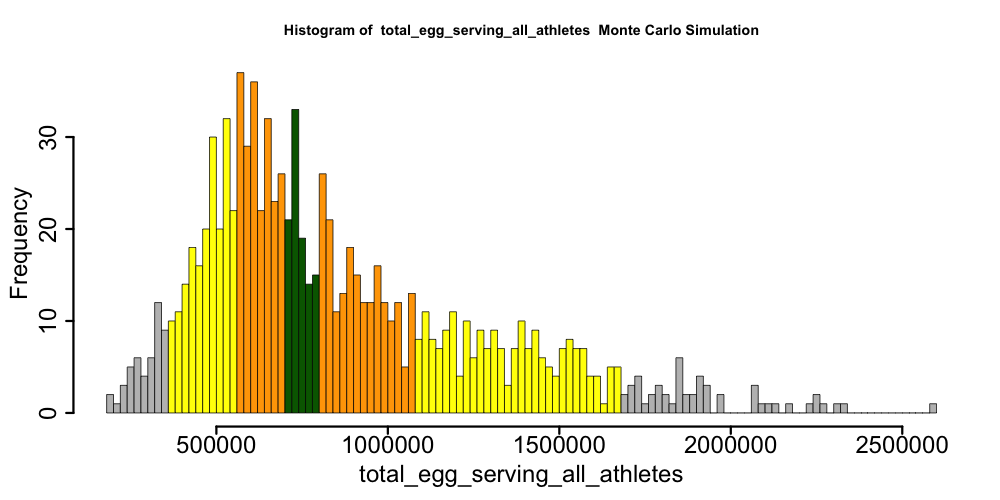 Histogram of  total_egg_serving_all_athletes  Monte Carlo Simulation
30
20
10
0
Frequency
500000 1000000 1500000 2000000 2500000
total_egg_serving_all_athletes